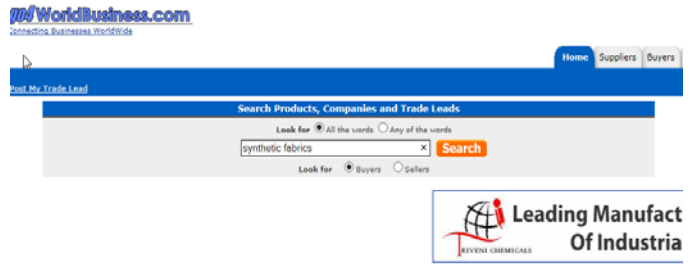 go4WorldBusiness.com
Connecting Businesses WorldWide
Home Suppliers Buyers
Post My Trade Lead
Search Products, Companies and Trade Leads
Look for All the words Any of the words
synthetic fabrics × Search
Look for Buyers Sellers
Leading Manufact
Of Industria
TRIVENI CHEMICALS